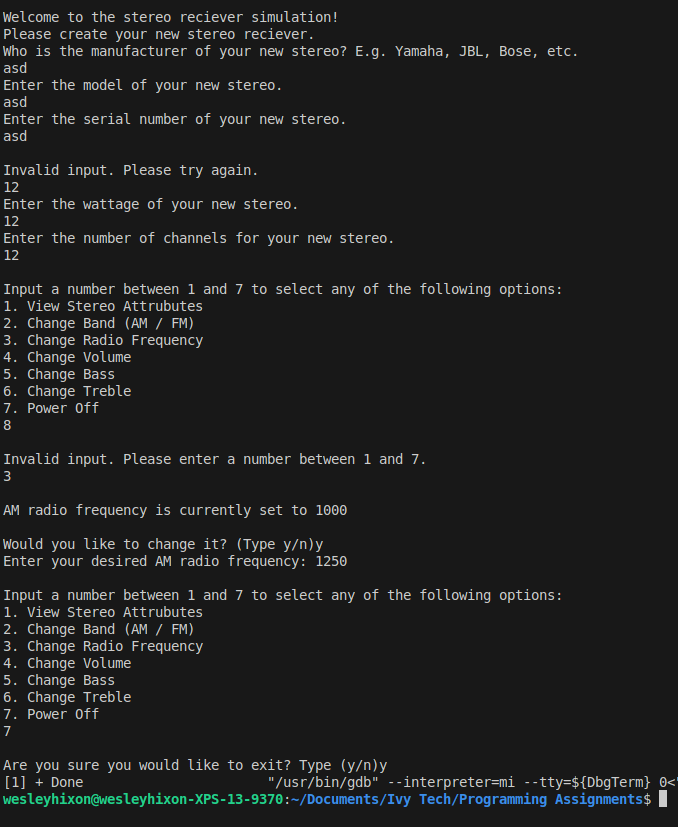 Welcome to the stereo reciever simulation!
Please create your new stereo reciever.
Who is the manufacturer of your new stereo? E.g. Yamaha, JBL, Bose, etc.
asd
Enter the model of your new stereo.
asd
Enter the serial number of your new stereo.
asd
Invalid input. Please try again.
12
Enter the wattage of your new stereo.
12
Enter the number of channels for your new stereo.
12
Input a number between 1 and 7 to select any of the following options:
1. View Stereo Attrubutes
2. Change Band (AM / FM)
3. Change Radio Frequency
4. Change Volume
5. Change Bass
6. Change Treble
7. Power Off
8
Invalid input. Please enter a number between 1 and 7.
3
AM radio frequency is currently set to 1000
Would you like to change it? (Type y/n)y
Enter your desired AM radio frequency: 1250
Input a number between 1 and 7 to select any of the following options:
1. View Stereo Attrubutes
2. Change Band (AM / FM)
3. Change Radio Frequency
4. Change Volume
5. Change Bass
6. Change Treble
7. Power Off
7
Are you sure you would like to exit? Type (y/n)y
[1] + Done                       "/usr/bin/gdb" --interpreter=mi --tty=${DbgTerm} 0<"
wesleyhixon@wesleyhixon-XPS-13-9370:~/Documents/Ivy Tech/Programming Assignments$